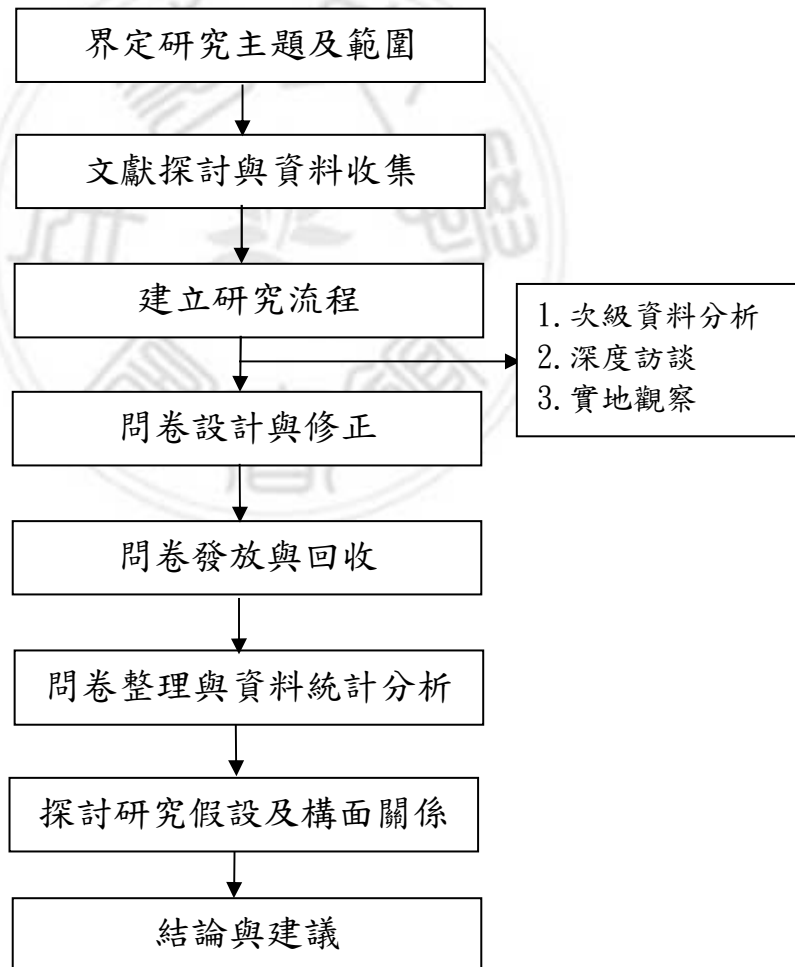 界定研究主題及範圍
文獻探討與資料收集
建立研究流程
1.次級資料分析
2.深度訪談
3.實地觀察
問卷設計與修正
問卷發放與回收
問卷整理與資料統計分析
探討研究假設及構面關係
結論與建議